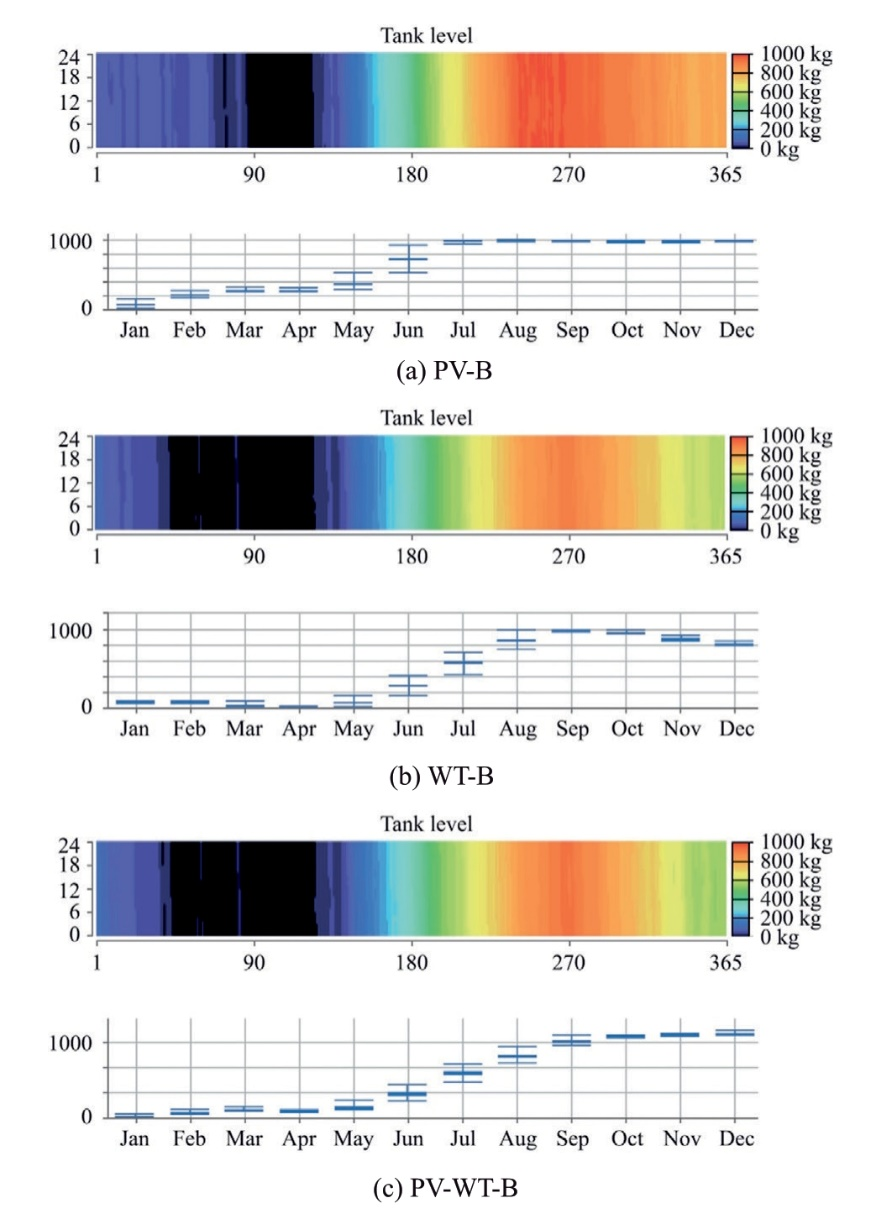 Tank level
24
18
12
6
0
1 90 180 270 365
1000 kg
800 kg
600 kg
400 kg
200 kg
0 kg
1000
0
Jan Feb Mar Apr May Jun Jul Aug Sep Oct Nov Dec
(a) PV-B
Tank level
24
18
12
6
0
1 90 180 270 365
1000 kg
800 kg
600 kg
400 kg
200 kg
0 kg
1000
0
Jan Feb Mar Apr May Jun Jul Aug Sep Oct Nov Dec
(b) WT-B
Tank level
24
18
12
6
0
1 90 180 270 365
1000 kg
800 kg
600 kg
400 kg
200 kg
0 kg
1000
0
Jan Feb Mar Apr May Jun Jul Aug Sep Oct Nov Dec
(c) PV-WT-B